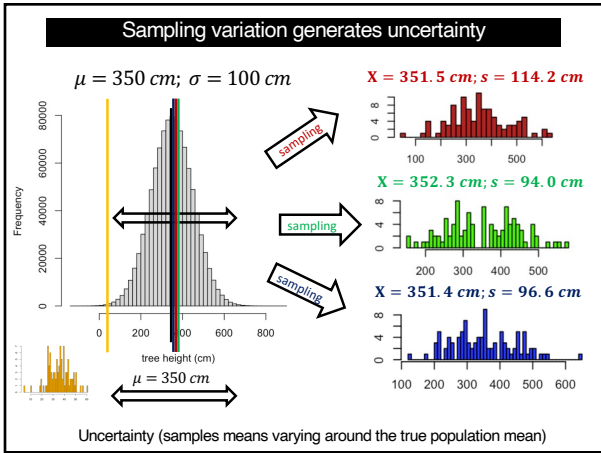 Sampling variation generates uncertainty
μ = 350 cm; σ = 100 cm
X = 351.5 cm; s = 114.2 cm
0 4 8
100 300 500
sampling
X = 352.3 cm; s = 94.0 cm
0 4 8
200 300 400 500
sampling
X = 351.4 cm; s = 96.6 cm
0 4 8
100 200 300 400 500 600
sampling
Frequency
0 20000 40000 60000 80000
0 200 400 600 800
tree height (cm)
μ = 350 cm
Uncertainty (samples means varying around the true population mean)